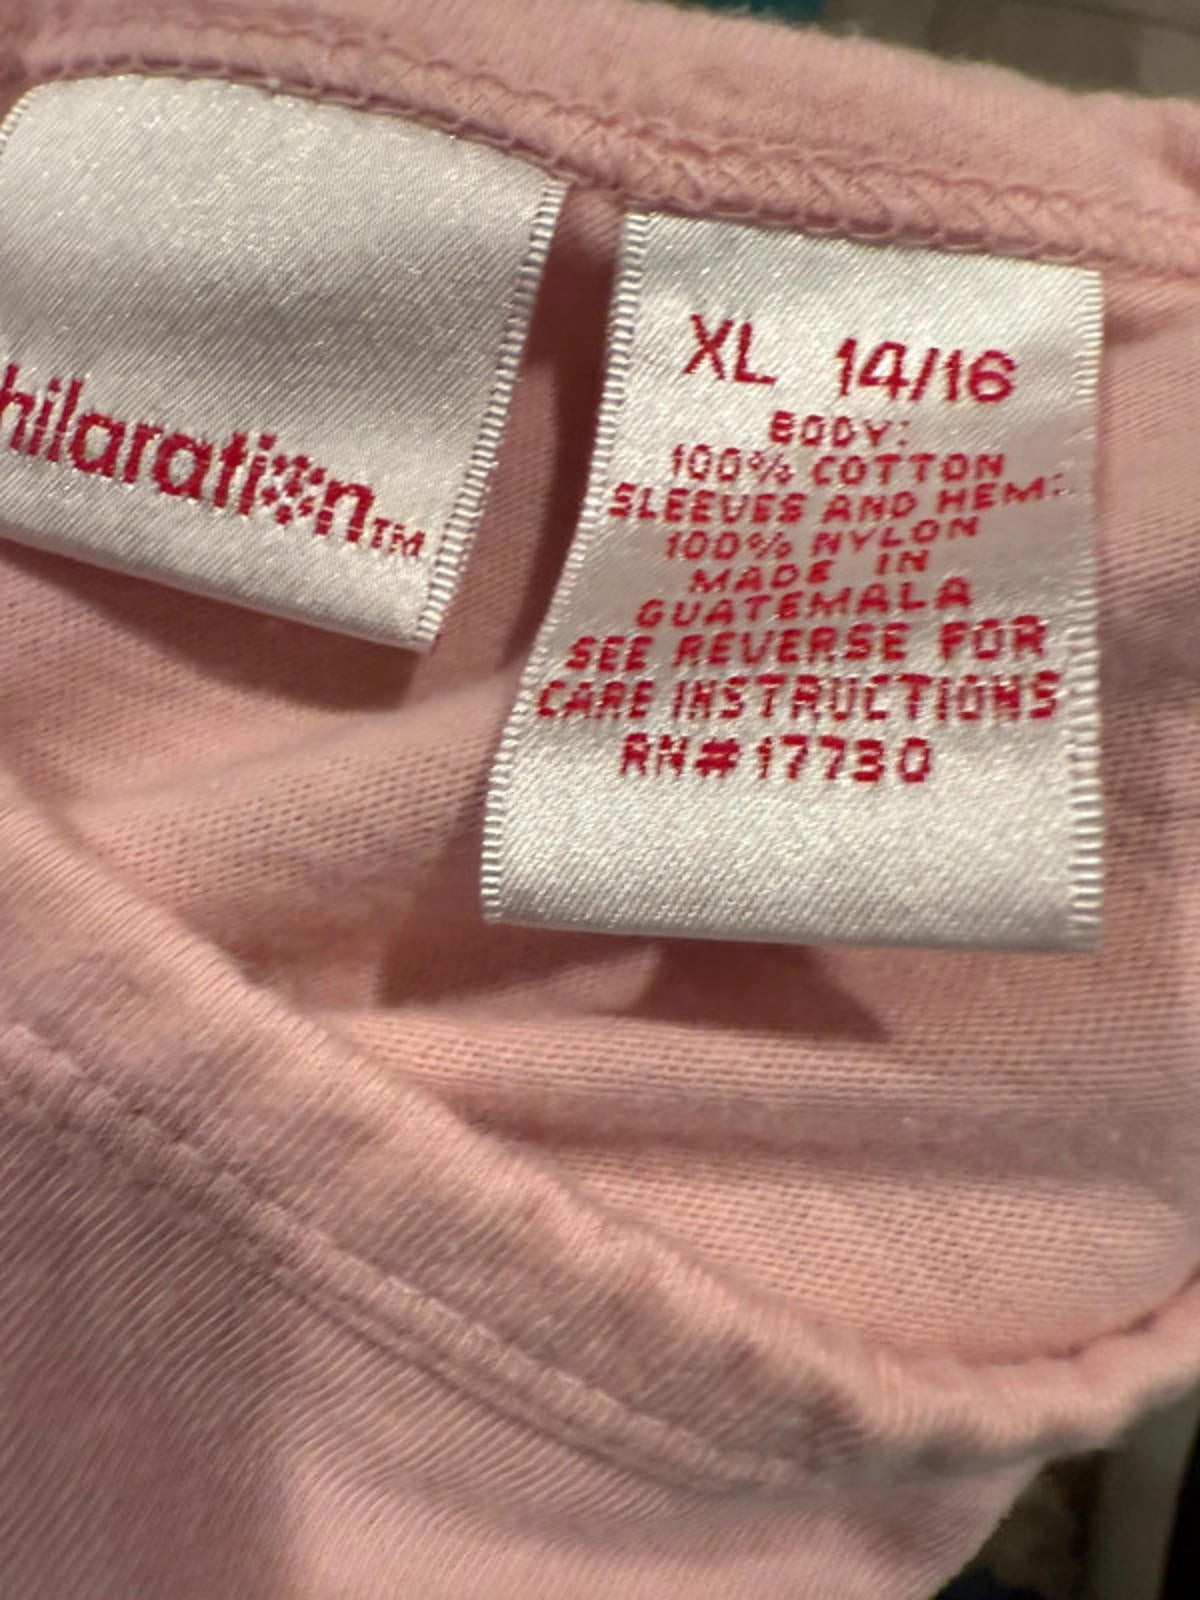 hilaration™
XL 14/16
BODY:
100% COTTON
SLEEVES AND HEM:
100% NYLON
MADE IN
GUATEMALA
SEE REVERSE FOR
CARE INSTRUCTIONS
RN#17730